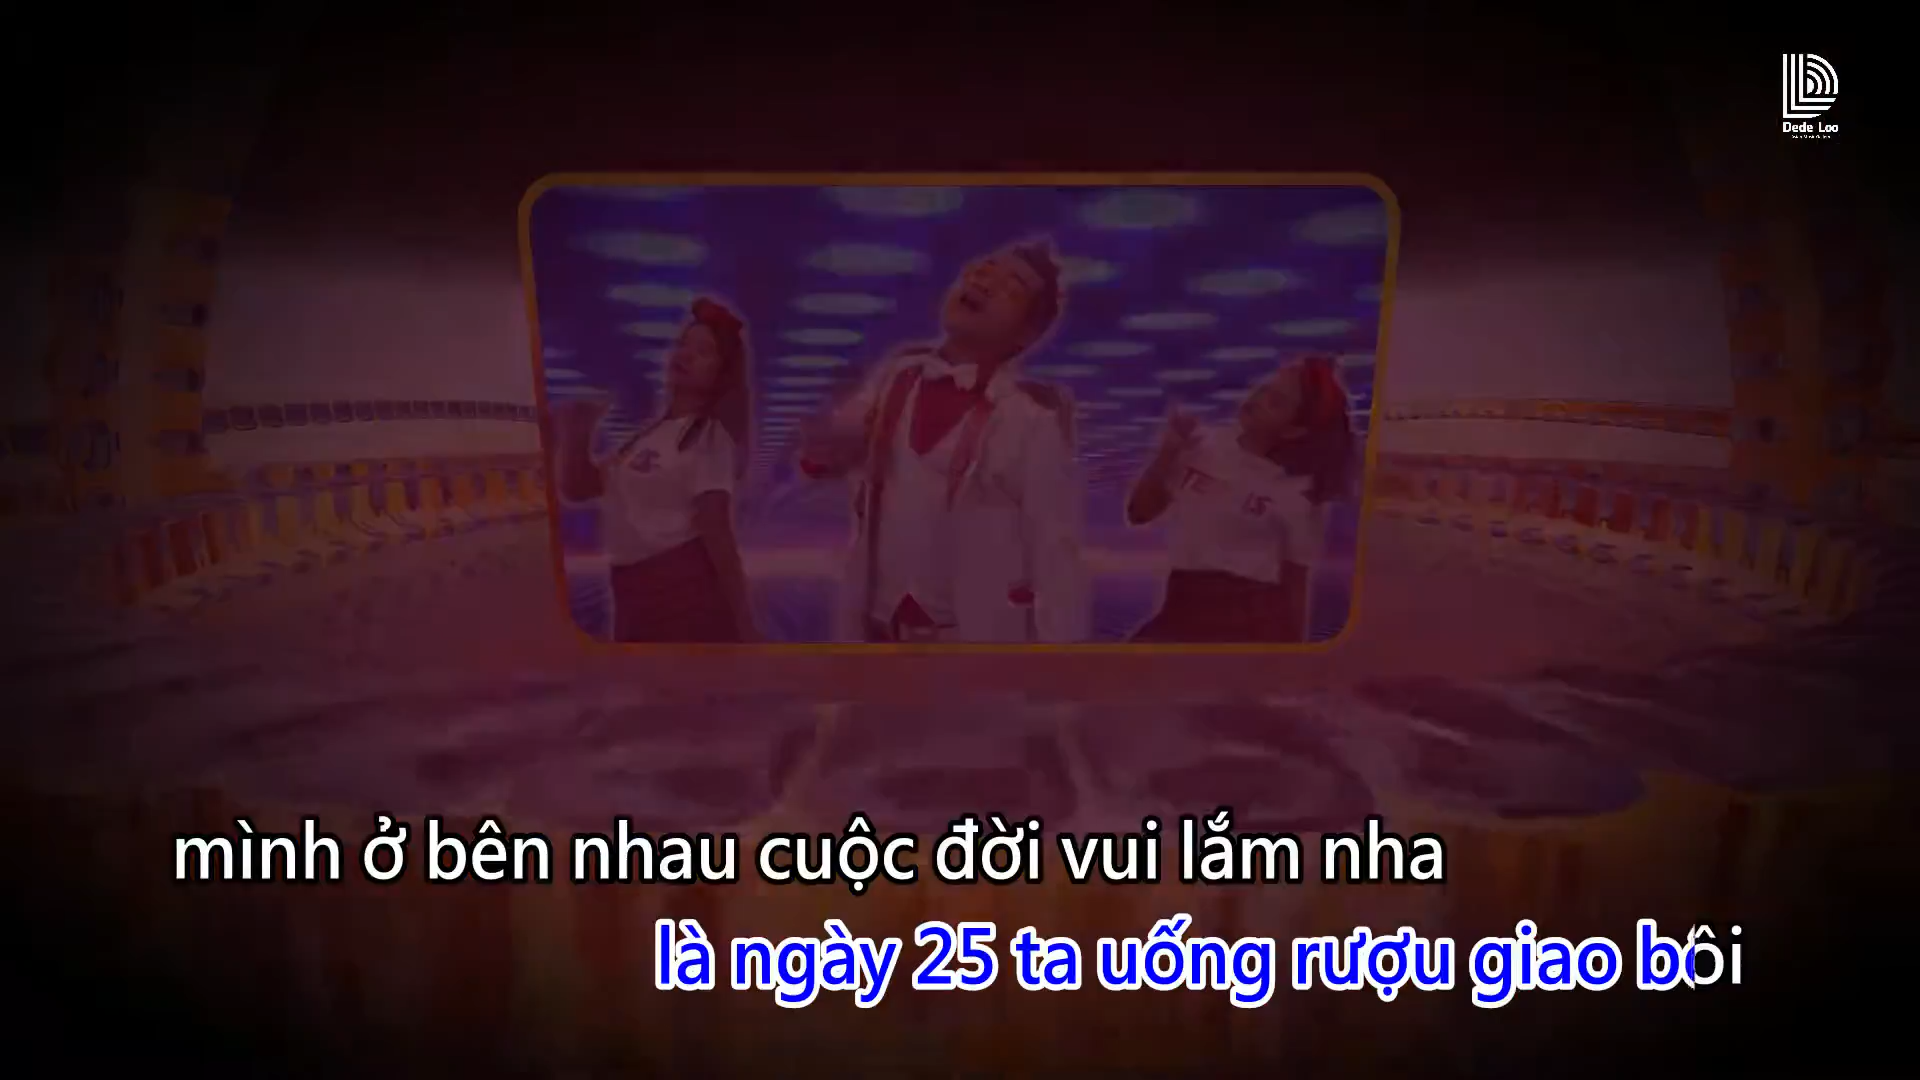 Dede Loo
mình ở bên nhau cuộc đời vui lắm nha
là ngày 25 ta uống rượu giao bôi